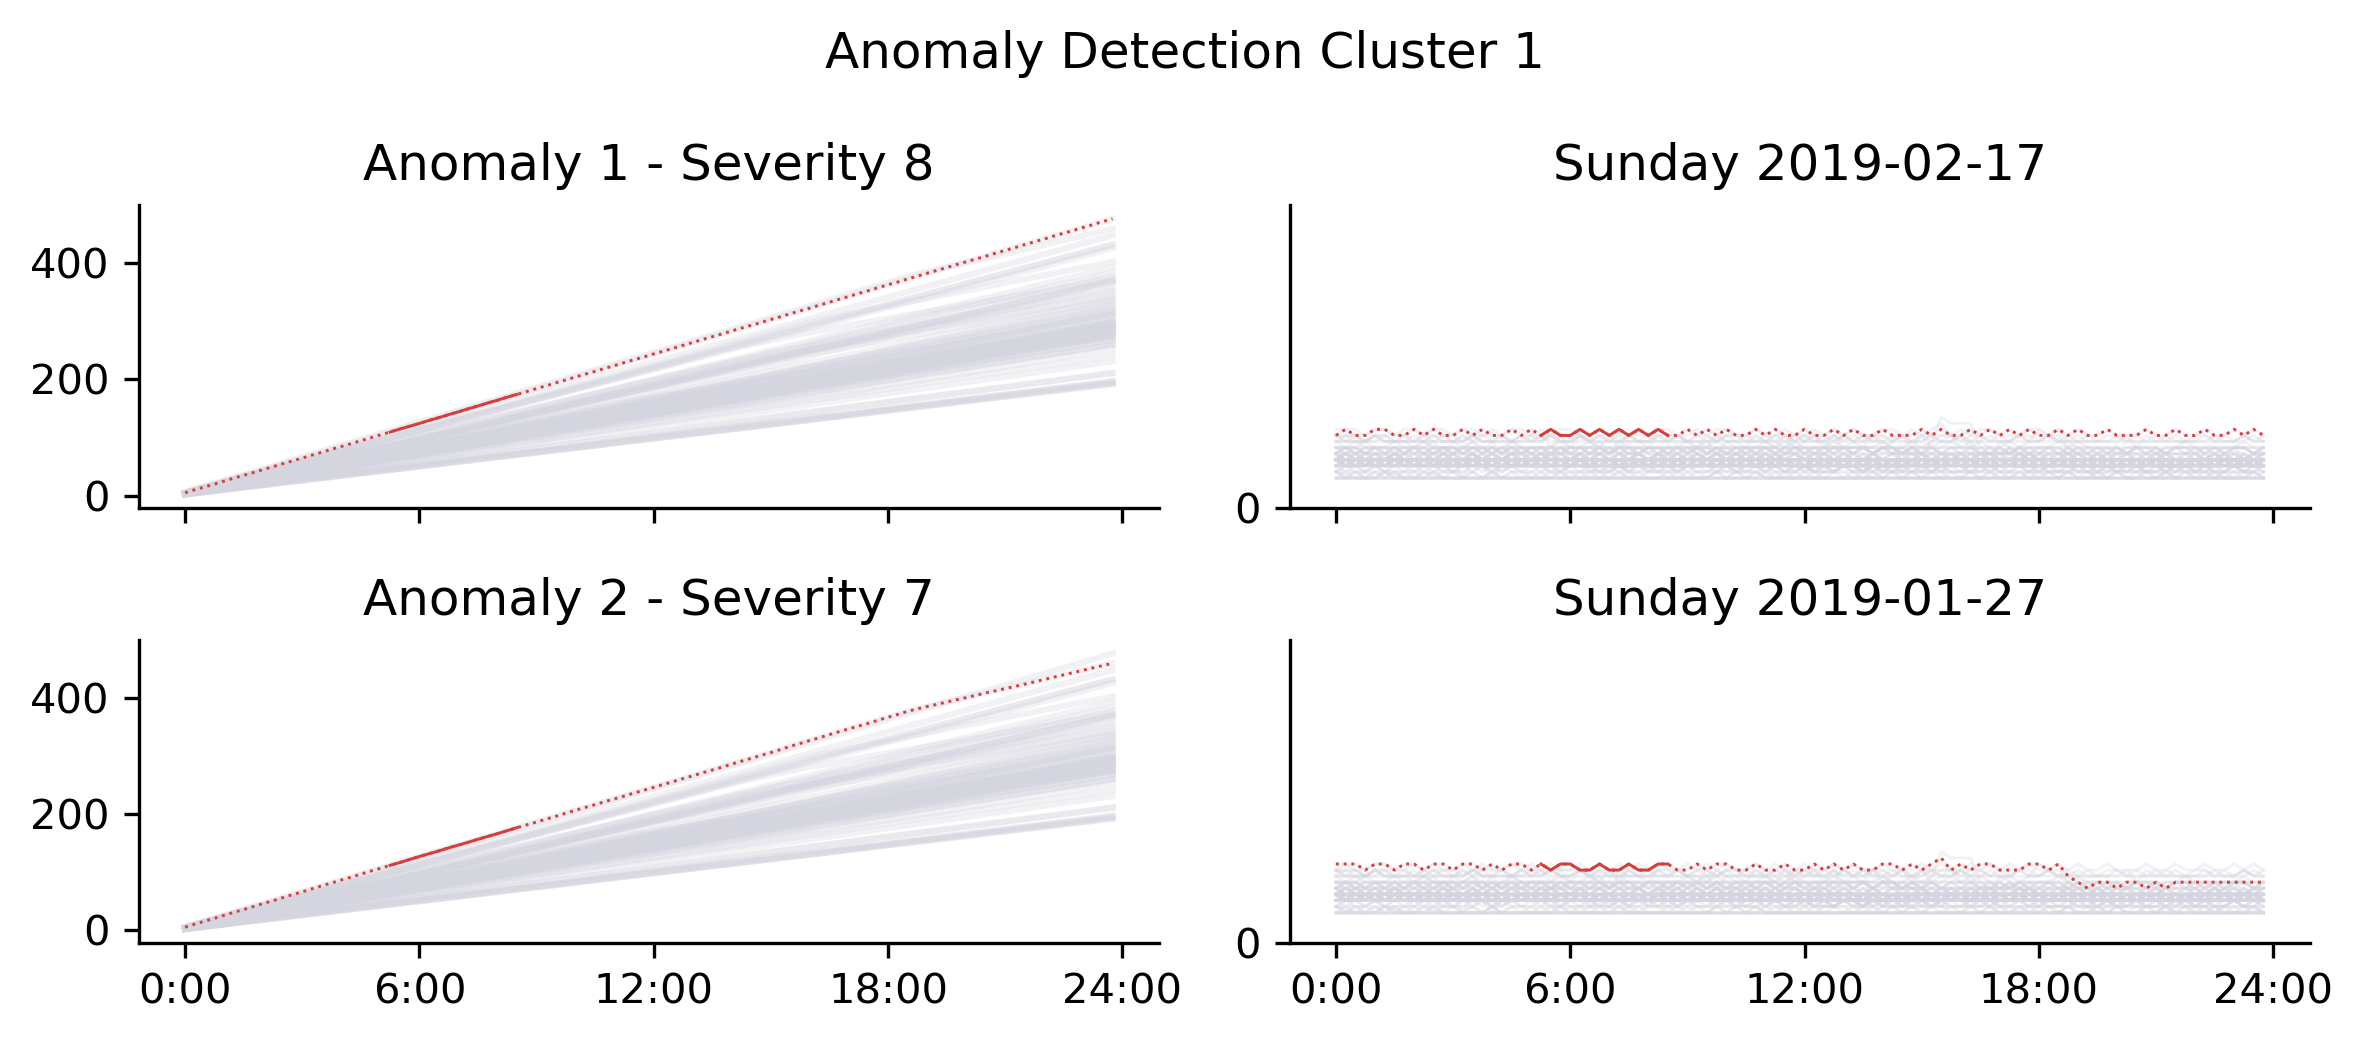 Anomaly Detection Cluster 1
Anomaly 1 - Severity 8
Sunday 2019-02-17
400
200
0
0
Anomaly 2 - Severity 7
Sunday 2019-01-27
400
200
0
0
0:00 6:00 12:00 18:00 24:00
0:00 6:00 12:00 18:00 24:00